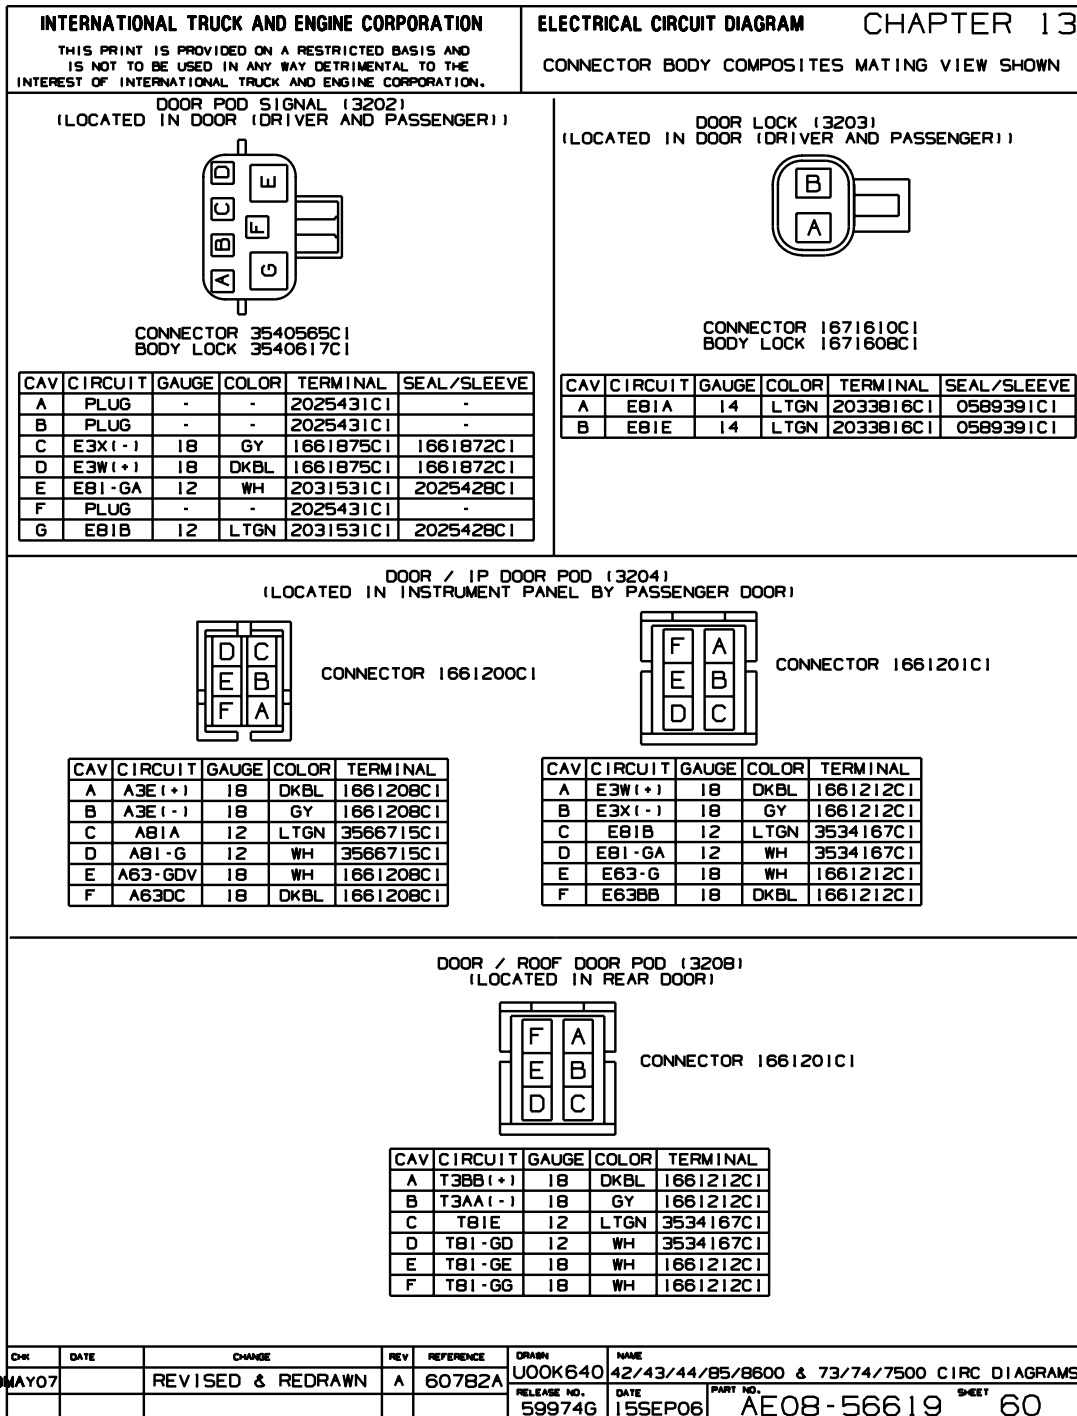 INTERNATIONAL TRUCK AND ENGINE CORPORATION
THIS PRINT IS PROVIDED ON A RESTRICTED BASIS AND
IS NOT TO BE USED IN ANY WAY DETRIMENTAL TO THE
INTEREST OF INTERNATIONAL TRUCK AND ENGINE CORPORATION.
ELECTRICAL CIRCUIT DIAGRAM CHAPTER 13
CONNECTOR BODY COMPOSITES MATING VIEW SHOWN
DOOR POD SIGNAL (3202)
(LOCATED IN DOOR (DRIVER AND PASSENGER))
D E
C F
B
A G
CONNECTOR 3540565C1
BODY LOCK 3540617C1
CAV CIRCUIT GAUGE COLOR TERMINAL SEAL/SLEEVE
A PLUG - - 2025431C1 -
B PLUG - - 2025431C1 -
C E3X(-) 18 GY 1661875C1 1661872C1
D E3W(+) 18 DKBL 1661875C1 1661872C1
E E81-GA 12 WH 2031531C1 2025428C1
F PLUG - - 2025431C1 -
G E81B 12 LTGN 2031531C1 2025428C1
DOOR LOCK (3203)
(LOCATED IN DOOR (DRIVER AND PASSENGER))
B
A
CONNECTOR 1671610C1
BODY LOCK 1671608C1
CAV CIRCUIT GAUGE COLOR TERMINAL SEAL/SLEEVE
A E81A 14 LTGN 2033816C1 0589391C1
B E81E 14 LTGN 2033816C1 0589391C1
DOOR / IP DOOR POD (3204)
(LOCATED IN INSTRUMENT PANEL BY PASSENGER DOOR)
D C
E B
F A
CONNECTOR 1661200C1
CAV CIRCUIT GAUGE COLOR TERMINAL
A A3E(+) 18 DKBL 1661208C1
B A3E(-) 18 GY 1661208C1
C A81A 12 LTGN 3566715C1
D A81-G 12 WH 3566715C1
E A63-GDV 18 WH 1661208C1
F A63DC 18 DKBL 1661208C1
F A
E B
D C
CONNECTOR 1661201C1
CAV CIRCUIT GAUGE COLOR TERMINAL
A E3W(+) 18 DKBL 1661212C1
B E3X(-) 18 GY 1661212C1
C E81B 12 LTGN 3534167C1
D E81-GA 12 WH 3534167C1
E E63-G 18 WH 1661212C1
F E63BB 18 DKBL 1661212C1
DOOR / ROOF DOOR POD (3208)
(LOCATED IN REAR DOOR)
F A
E B
D C
CONNECTOR 1661201C1
CAV CIRCUIT GAUGE COLOR TERMINAL
A T3BB(+) 18 DKBL 1661212C1
B T3AA(-) 18 GY 1661212C1
C T81E 12 LTGN 3534167C1
D T81-GD 12 WH 3534167C1
E T81-GE 18 WH 1661212C1
F T81-GG 18 WH 1661212C1
CHK DATE CHANGE REV REFERENCE
MAY07 REVISED & REDRAWN A 60782A
DRAWN U00K640
NAME 42/43/44/85/8600 & 73/74/7500 CIRC DIAGRAMS
RELEASE NO. 59974G
DATE 15SEP06
PART NO. AE08-56619
SHEET 60